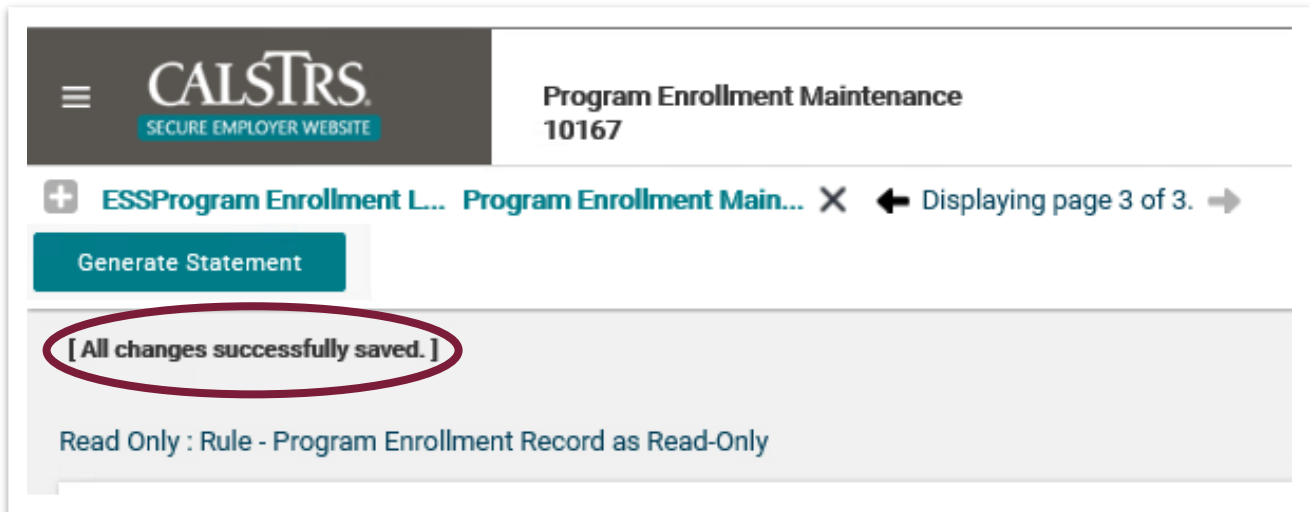 CALSTRS.
SECURE EMPLOYER WEBSITE
Program Enrollment Maintenance
10167
ESSProgram Enrollment L... Program Enrollment Main... Displaying page 3 of 3.
Generate Statement
[ All changes successfully saved. ]
Read Only : Rule - Program Enrollment Record as Read-Only